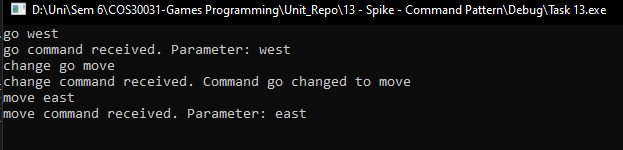 D:\Uni\Sem 6\COS30031-Games Programming\Unit_Repo\13 - Spike - Command Pattern\Debug\Task 13.exe
go west
go command received. Parameter: west
change go move
change command received. Command go changed to move
move east
move command received. Parameter: east